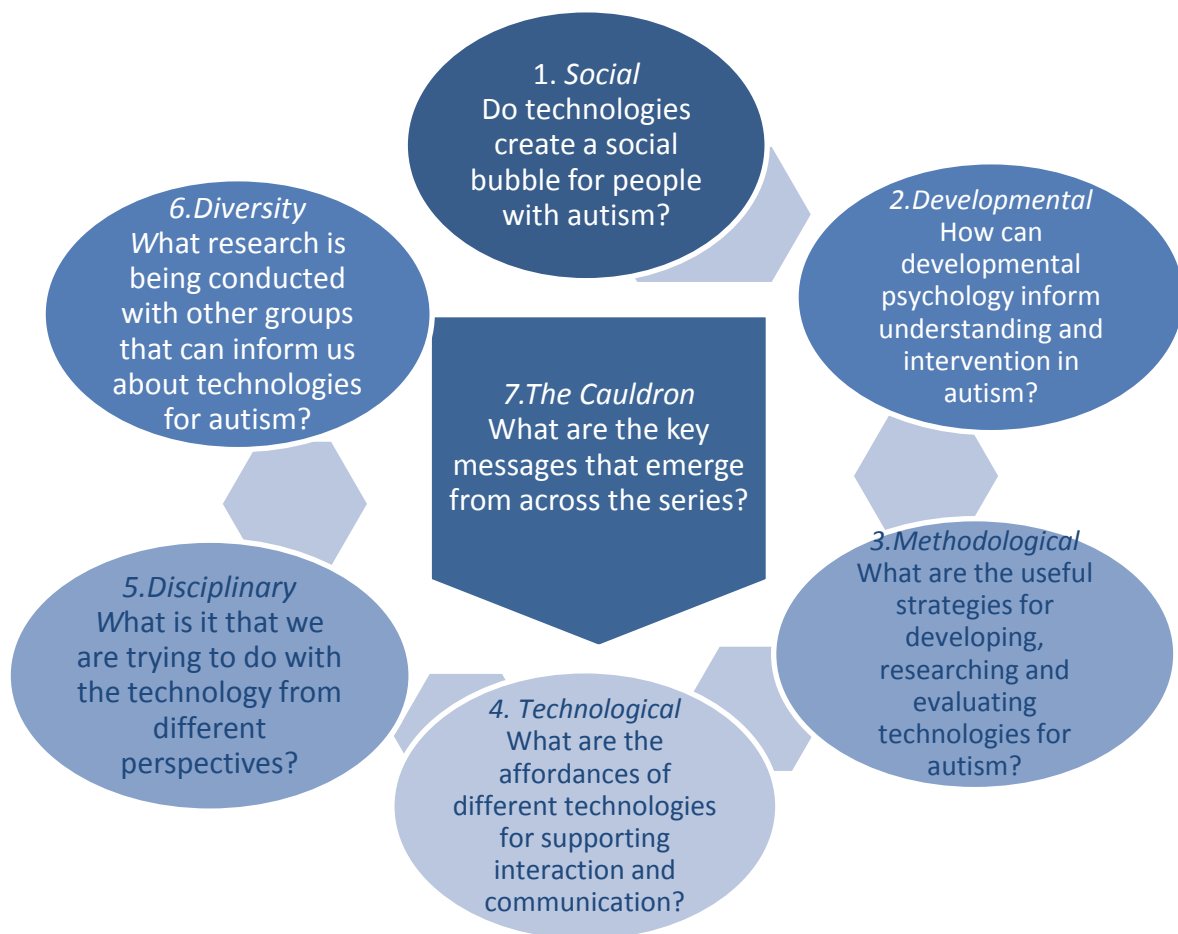 1. Social
Do technologies
create a social
bubble for people
with autism?
2.Developmental
How can
developmental
psychology inform
understanding and
intervention in
autism?
3.Methodological
What are the useful
strategies for
developing,
researching and
evaluating
technologies for
autism?
4. Technological
What are the
affordances of
different technologies
for supporting
interaction and
communication?
5.Disciplinary
What is it that we
are trying to do with
the technology from
different
perspectives?
6.Diversity
What research is
being conducted
with other groups
that can inform us
about technologies
for autism?
7.The Cauldron
What are the key
messages that emerge
from across the series?